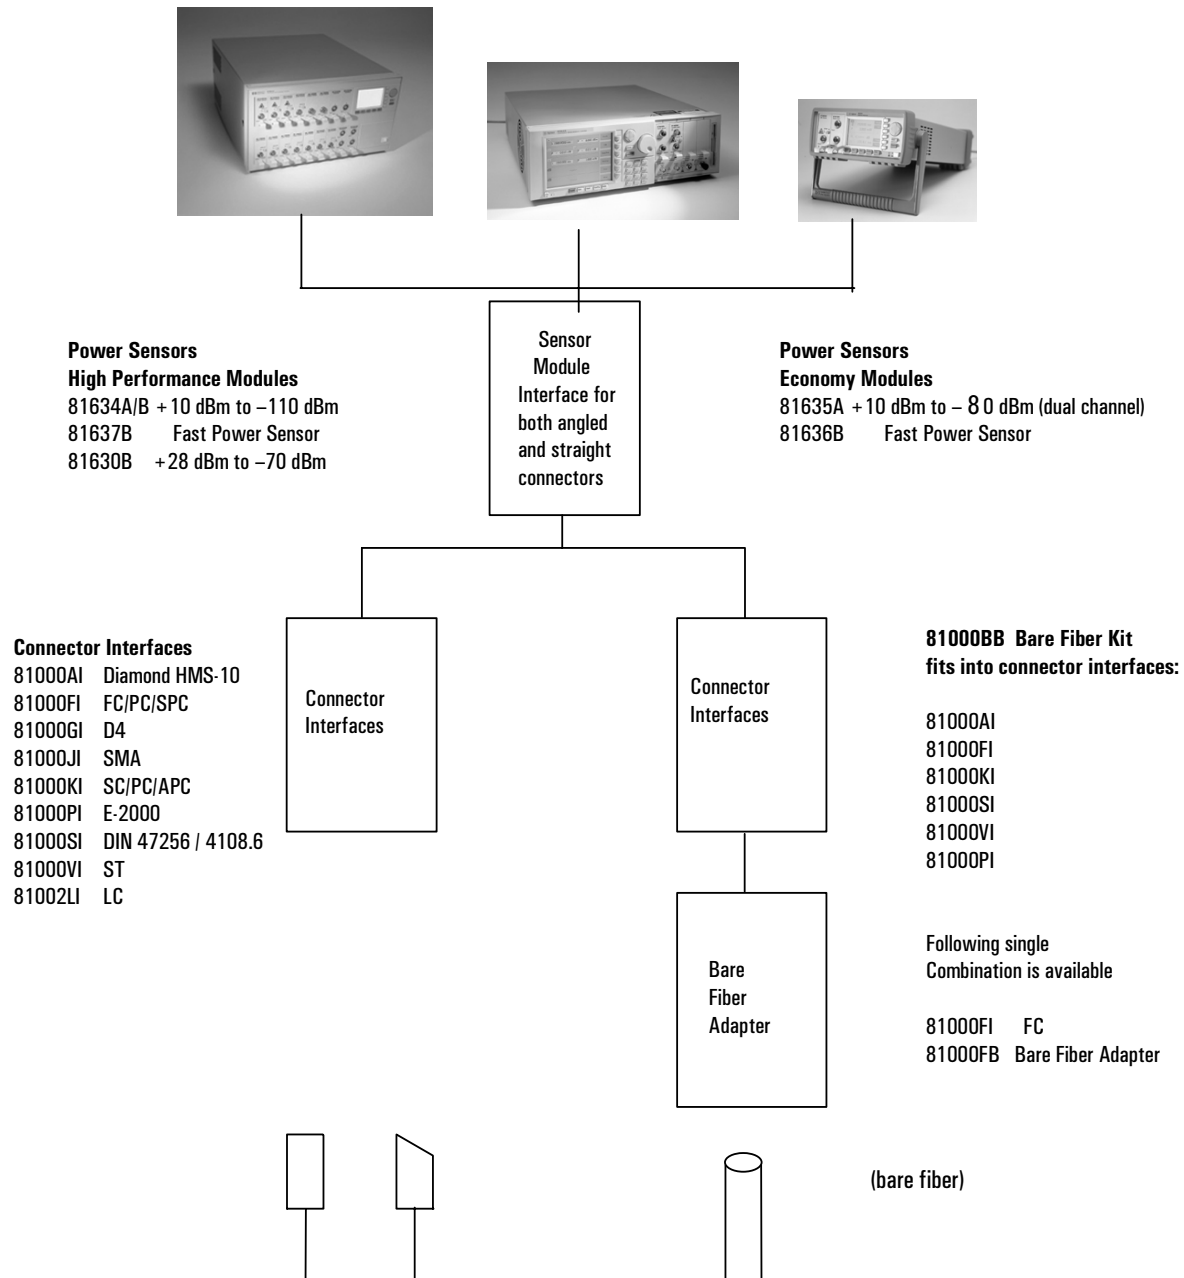 Power Sensors
High Performance Modules
81634A/B +10 dBm to –110 dBm
81637B Fast Power Sensor
81630B +28 dBm to –70 dBm
Sensor
Module
Interface for
both angled
and straight
connectors
Power Sensors
Economy Modules
81635A +10 dBm to – 80 dBm (dual channel)
81636B Fast Power Sensor
Connector Interfaces
81000AI Diamond HMS-10
81000FI FC/PC/SPC
81000GI D4
81000JI SMA
81000KI SC/PC/APC
81000PI E-2000
81000SI DIN 47256 / 4108.6
81000VI ST
81002LI LC
Connector
Interfaces
Connector
Interfaces
81000BB Bare Fiber Kit
fits into connector interfaces:
81000AI
81000FI
81000KI
81000SI
81000VI
81000PI
Bare
Fiber
Adapter
Following single
Combination is available
81000FI FC
81000FB Bare Fiber Adapter
(bare fiber)